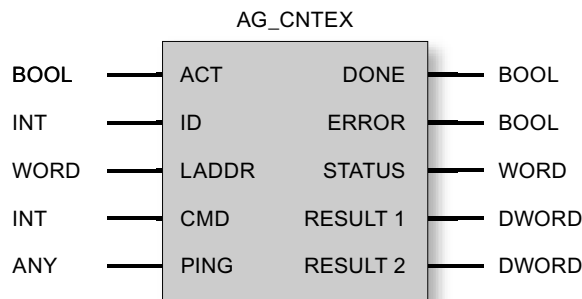 AG_CNTEX
BOOL ACT DONE BOOL
INT ID ERROR BOOL
WORD LADDR STATUS WORD
INT CMD RESULT 1 DWORD
ANY PING RESULT 2 DWORD